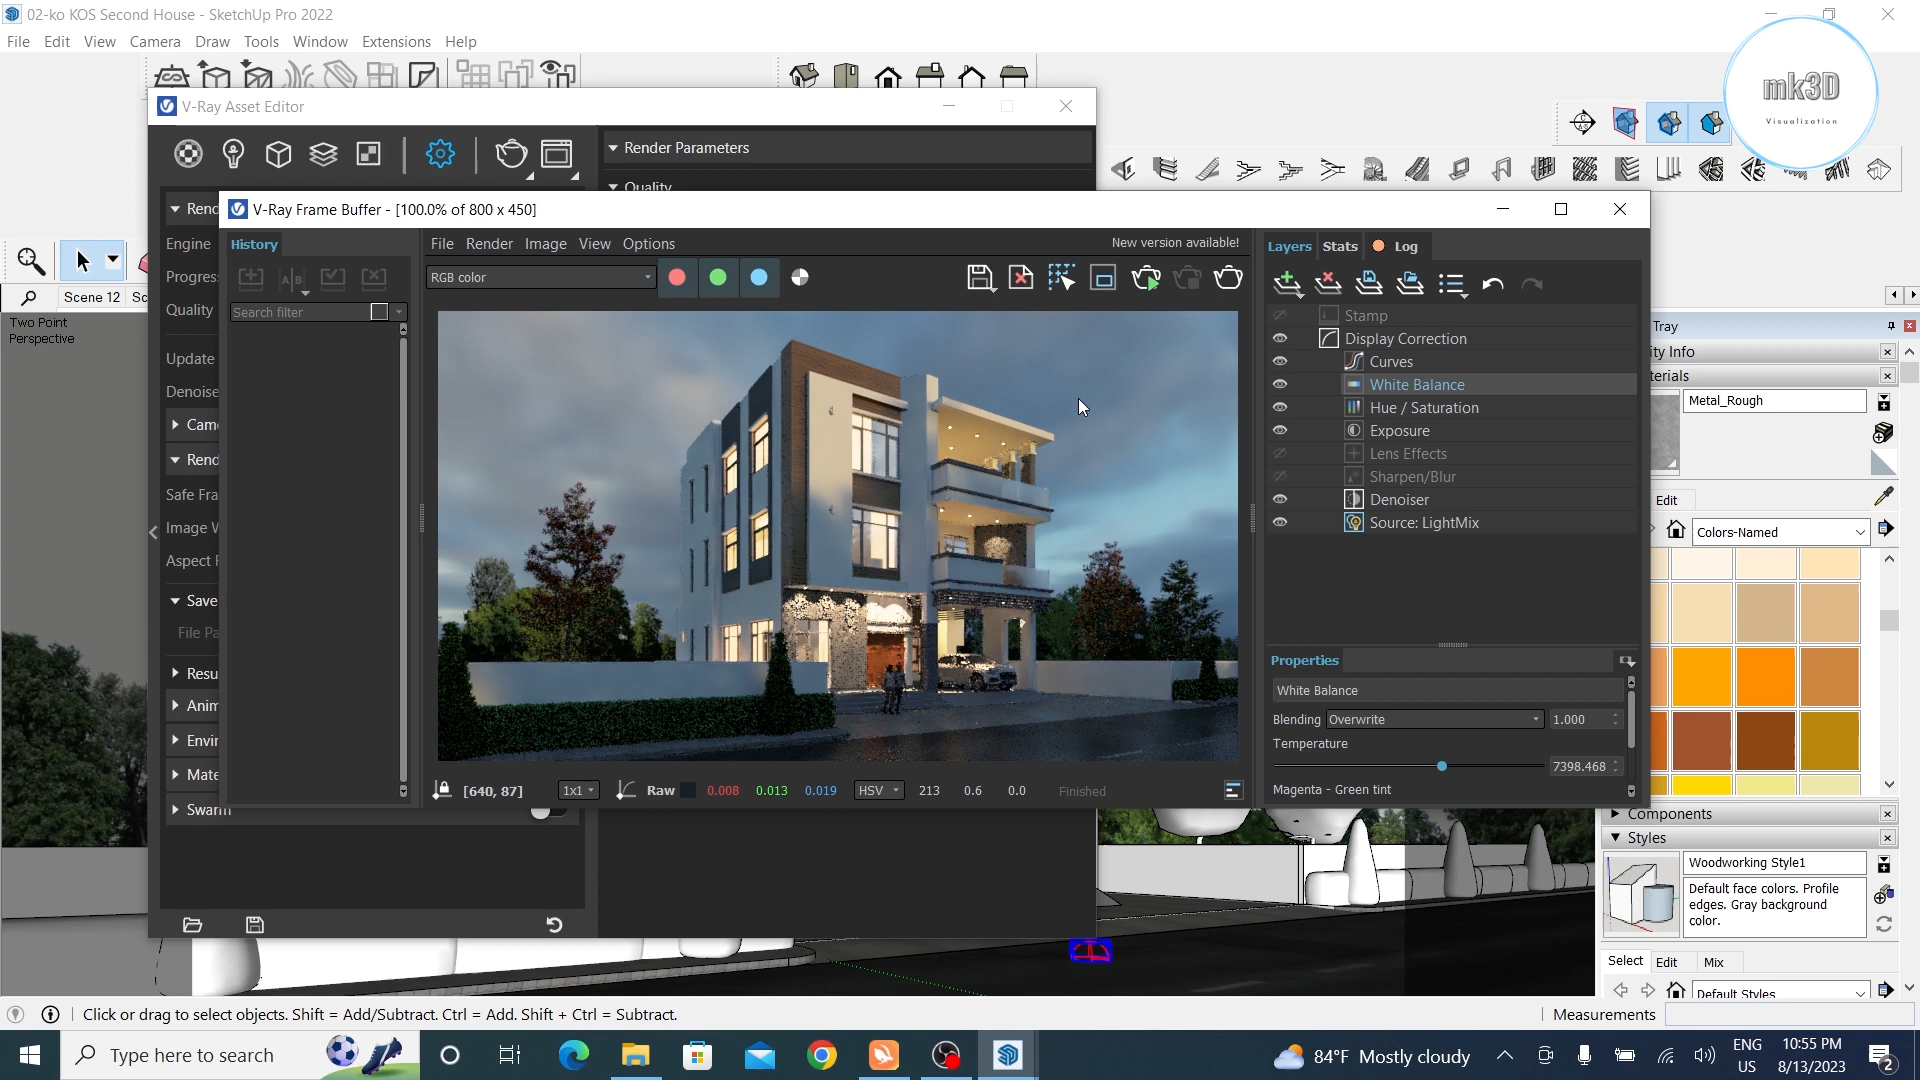 02-ko KOS Second House - SketchUp Pro 2022
File Edit View Camera Draw Tools Window Extensions Help
mk3D
Visualization
V-Ray Asset Editor
Render Parameters
Quality
Rend
V-Ray Frame Buffer - [100.0% of 800 x 450]
Engine
History
File Render Image View Options
New version available!
Layers Stats Log
Progres
RGB color
Quality
Search filter
Scene 12 Sc
Two Point
Perspective
Stamp
Display Correction
Curves
White Balance
Hue / Saturation
Exposure
Lens Effects
Sharpen/Blur
Denoiser
Source: LightMix
Tray
ity Info
terials
Metal_Rough
Edit
Colors-Named
Update
Denoise
Came
Rend
Safe Fra
Image W
Aspect R
Save
File Pa
Resu
Anim
Envir
Mate
Swarm
Properties
White Balance
Blending Overwrite 1.000
Temperature
7398.468
Magenta - Green tint
[640, 87] 1x1 Raw 0.008 0.013 0.019 HSV 213 0.6 0.0 Finished
Components
Styles
Woodworking Style1
Default face colors. Profile
edges. Gray background
color.
Select Edit Mix
Default Styles
Click or drag to select objects. Shift = Add/Subtract. Ctrl = Add. Shift + Ctrl = Subtract.
Measurements
Type here to search
84°F Mostly cloudy
ENG
US
10:55 PM
8/13/2023
2